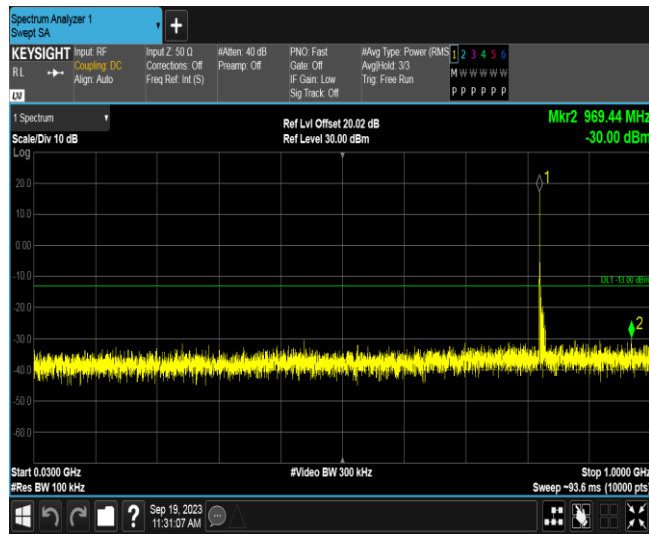 Spectrum Analyzer 1
Swept SA
KEYSIGHT
RL
LXI
Input: RF
Coupling: DC
Align: Auto
Input Z: 50 Ω
Corrections: Off
Freq Ref: Int (S)
#Atten: 40 dB
Preamp: Off
PNO: Fast
Gate: Off
IF Gain: Low
Sig Track: Off
#Avg Type: Power (RMS
Avg|Hold: 3/3
Trig: Free Run
1 2 3 4 5 6
M W W W W W
P P P P P P
1 Spectrum
Scale/Div 10 dB
Ref Lvl Offset 20.02 dB
Ref Level 30.00 dBm
Mkr2 969.44 MHz
-30.00 dBm
Log
20.0
10.0
0.00
-10.0
-20.0
-30.0
-40.0
-50.0
-60.0
1
DL1 -13.00 dBm
2
Start 0.0300 GHz
#Res BW 100 kHz
#Video BW 300 kHz
Stop 1.0000 GHz
Sweep ~93.6 ms (10000 pts)
?
Sep 19, 2023
11:31:07 AM